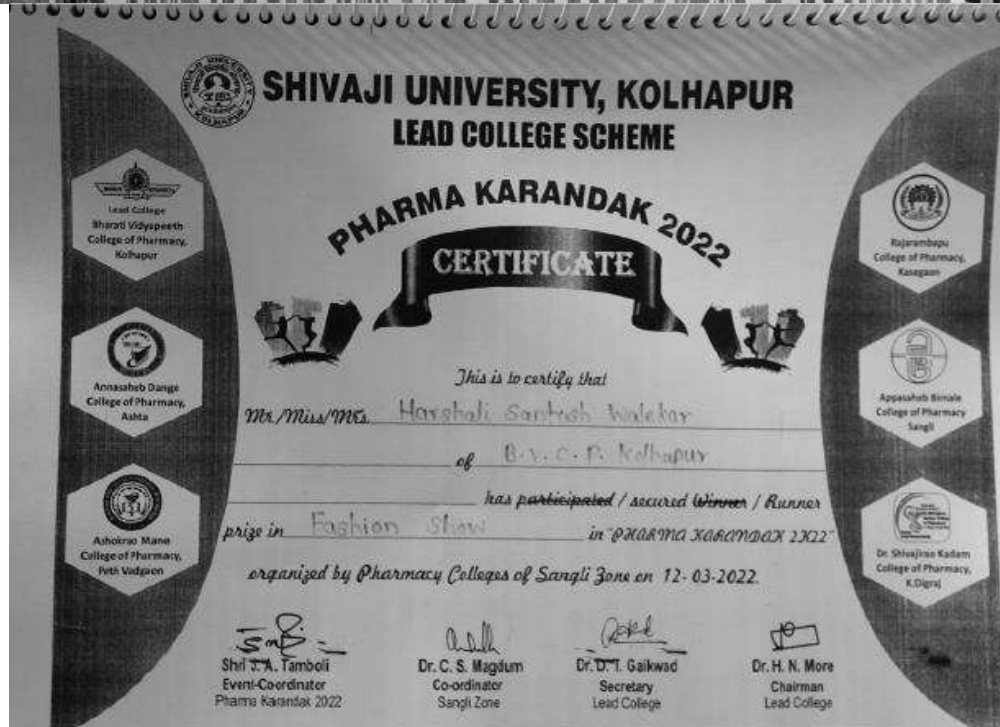 SHIVAJI UNIVERSITY, KOLHAPUR
LEAD COLLEGE SCHEME
PHARMA KARANDAK 2022
CERTIFICATE
Lead College
Bharati Vidyapeeth
College of Pharmacy,
Kolhapur
Annasaheb Dange
College of Pharmacy,
Ashta
Ashokrao Mane
College of Pharmacy,
Peth Vadgaon
Rajarambapu
College of Pharmacy,
Kasegaon
Appasaheb Birnale
College of Pharmacy
Sangli
Dr. Shivajirao Kadam
College of Pharmacy,
K.Digraj
This is to certify that
Mr./Miss/Mrs. Harshali Santosh Walekar
of B.V.C.P. Kolhapur
has participated / secured Winner / Runner
prize in Fashion Show in "PHARMA KARANDAK 2K22"
organized by Pharmacy Colleges of Sangli Zone on 12-03-2022.
Shri J. A. Tamboli
Event-Coordinator
Pharma Karandak 2022
Dr. C. S. Magdum
Co-ordinator
Sangli Zone
Dr. D. T. Gaikwad
Secretary
Lead College
Dr. H. N. More
Chairman
Lead College